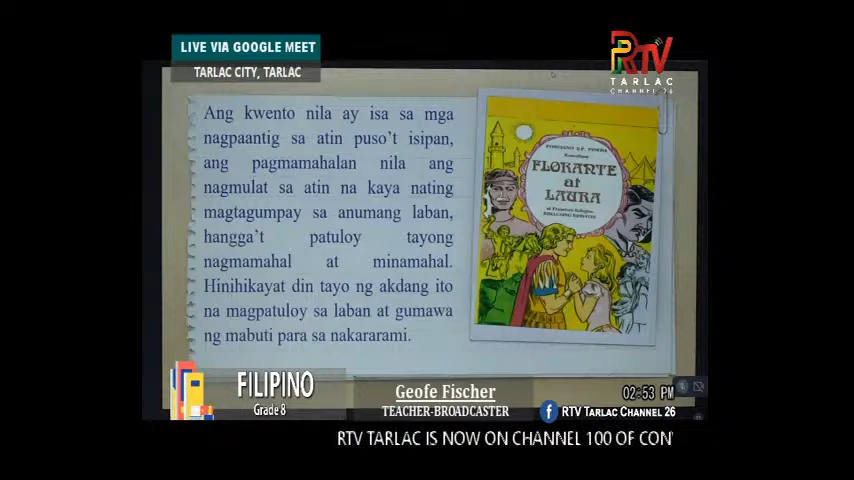 LIVE VIA GOOGLE MEET
TARLAC CITY, TARLAC
RTV
TARLAC
CHANNEL 26
Ang kwento nila ay isa sa mga
nagpaantig sa atin puso't isipan,
ang pagmamahalan nila ang
nagmulat sa atin na kaya nating
magtagumpay sa anumang laban,
hangga't patuloy tayong
nagmamahal at minamahal.
Hinihikayat din tayo ng akdang ito
na magpatuloy sa laban at gumawa
ng mabuti para sa nakararami.
FLORANTE
at
LAURA
FILIPINO
Grade 8
Geofe Fischer
TEACHER-BROADCASTER
02:53 PM
RTV TARLAC CHANNEL 26
RTV TARLAC IS NOW ON CHANNEL 100 OF CON